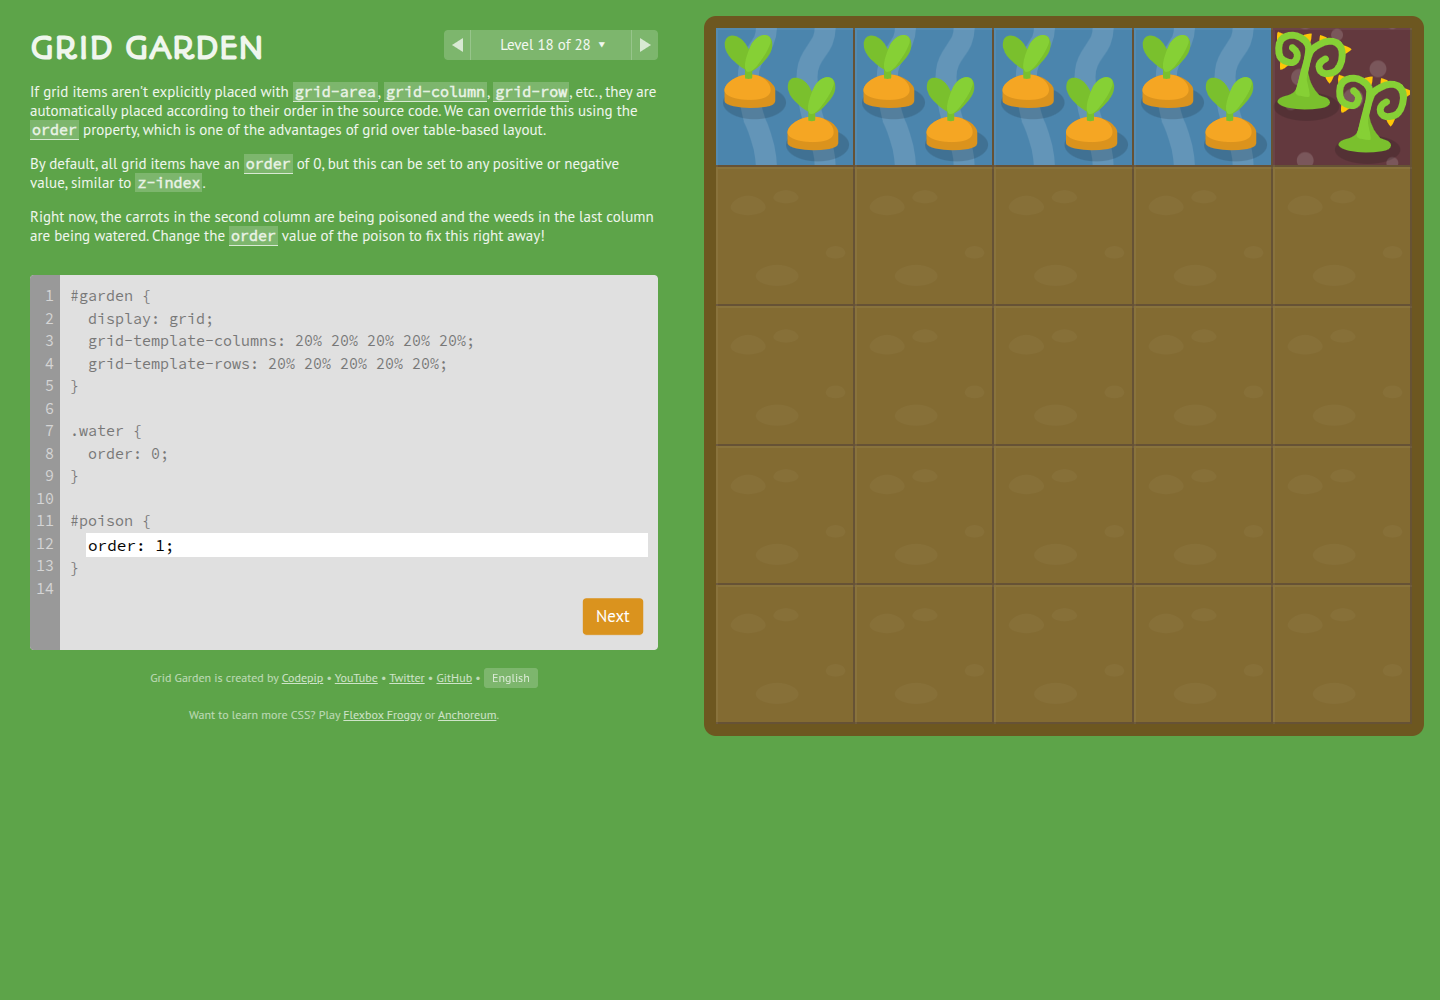 GRID GARDEN
Level 18 of 28
If grid items aren't explicitly placed with grid-area, grid-column, grid-row, etc., they are
automatically placed according to their order in the source code. We can override this using the
order property, which is one of the advantages of grid over table-based layout.
By default, all grid items have an order of 0, but this can be set to any positive or negative
value, similar to z-index.
Right now, the carrots in the second column are being poisoned and the weeds in the last column
are being watered. Change the order value of the poison to fix this right away!
1 #garden {
2 display: grid;
3 grid-template-columns: 20% 20% 20% 20% 20%;
4 grid-template-rows: 20% 20% 20% 20% 20%;
5 }
6
7 .water {
8 order: 0;
9 }
10
11 #poison {
12 order: 1;
13 }
14
Next
Grid Garden is created by Codepip • YouTube • Twitter • GitHub • English
Want to learn more CSS? Play Flexbox Froggy or Anchoreum.